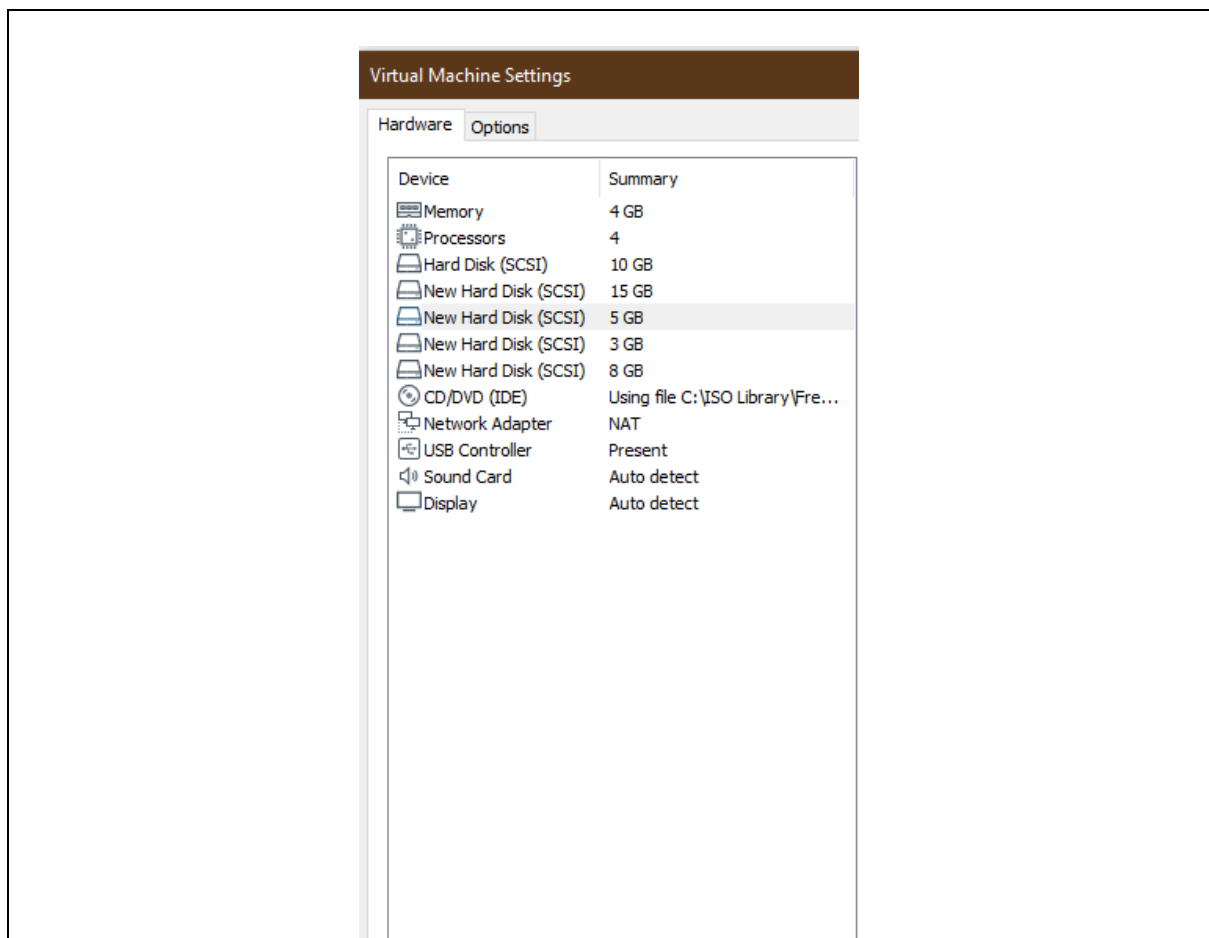 Virtual Machine Settings
Hardware Options
Device Summary
Memory 4 GB
Processors 4
Hard Disk (SCSI) 10 GB
New Hard Disk (SCSI) 15 GB
New Hard Disk (SCSI) 5 GB
New Hard Disk (SCSI) 3 GB
New Hard Disk (SCSI) 8 GB
CD/DVD (IDE) Using file C:\ISO Library\Fre...
Network Adapter NAT
USB Controller Present
Sound Card Auto detect
Display Auto detect